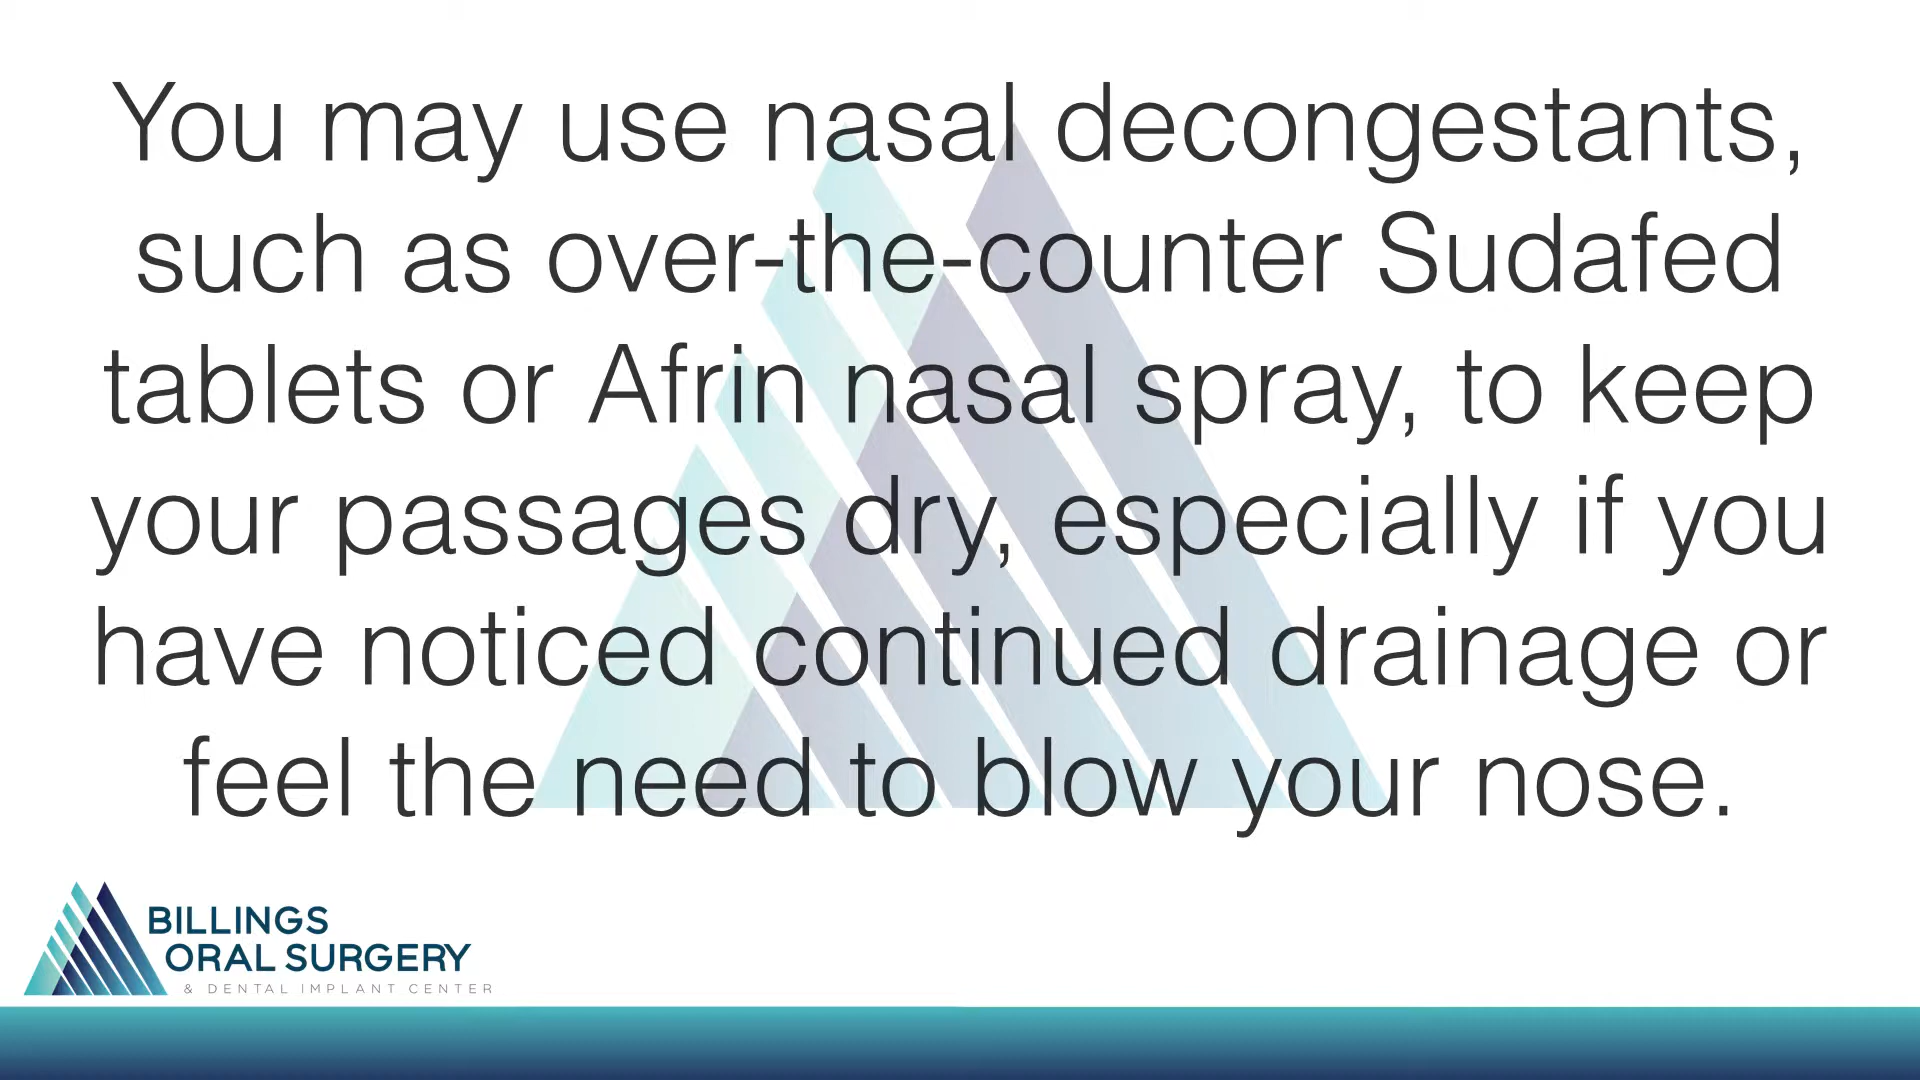 You may use nasal decongestants,
such as over-the-counter Sudafed
tablets or Afrin nasal spray, to keep
your passages dry, especially if you
have noticed continued drainage or
feel the need to blow your nose.
BILLINGS
ORAL SURGERY
& DENTAL IMPLANT CENTER